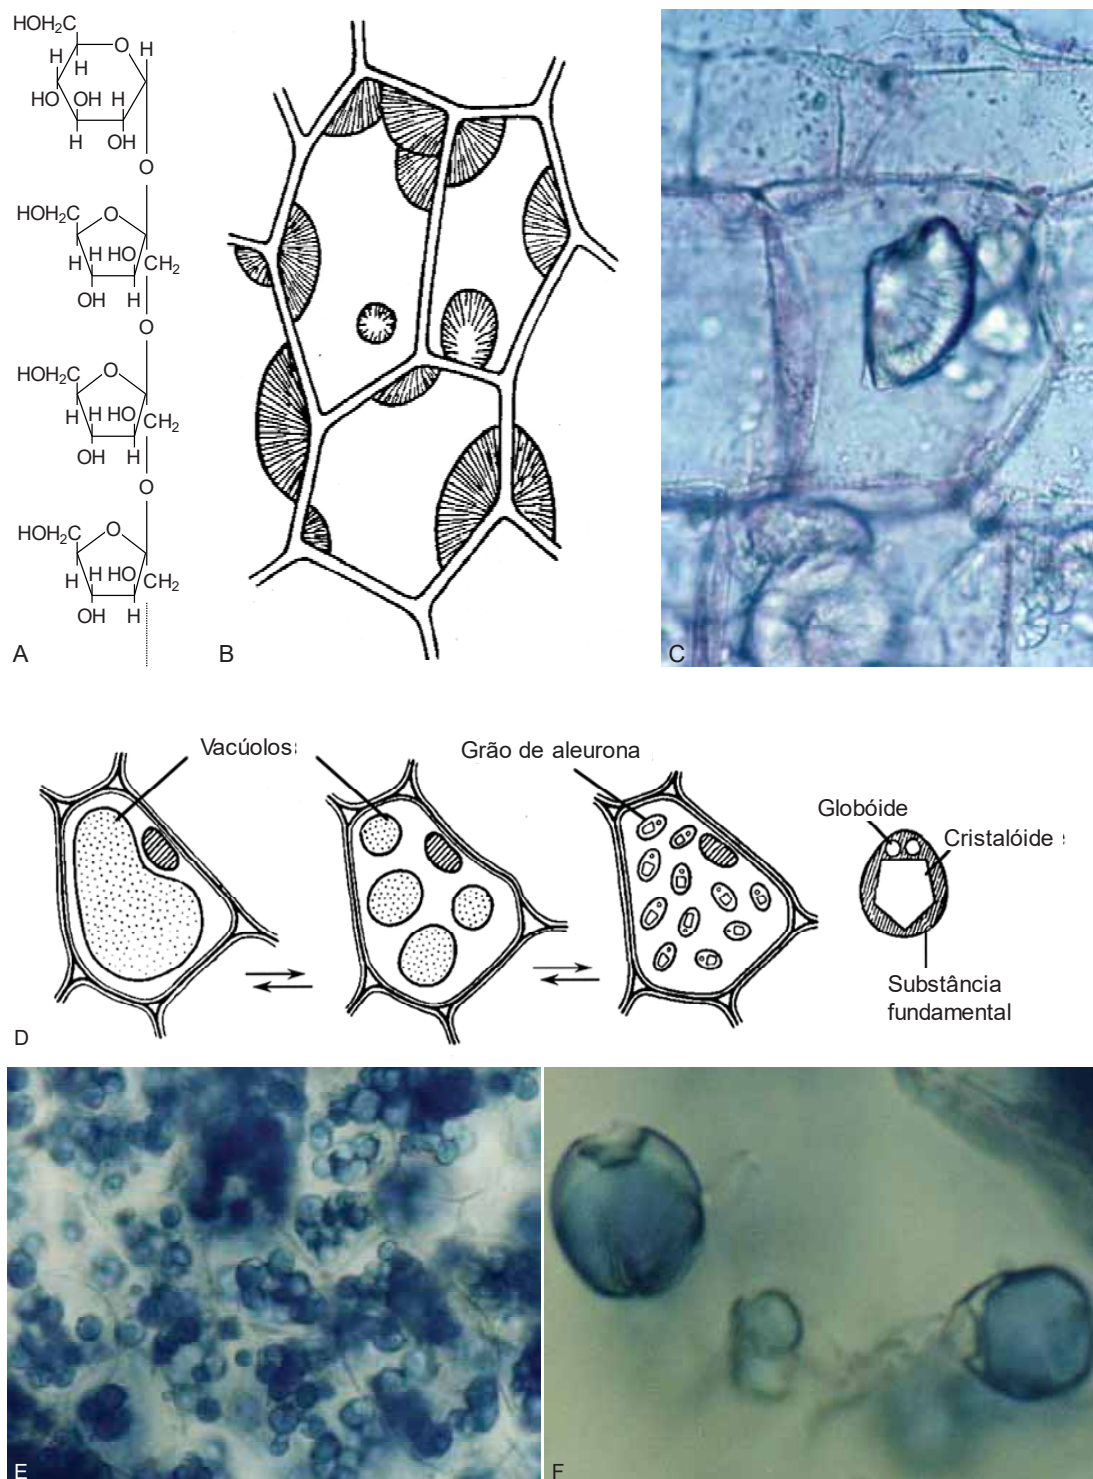 HOH2C
O
H
H
H
HO
OH
H
H
OH
O
HOH2C
O
H
H
HO
CH2
OH
H
O
HOH2C
O
H
H
HO
CH2
OH
H
O
HOH2C
O
H
H
HO
CH2
OH
H
A
B
C
Vacúolos
Grão de aleurona
Globóide
Cristalóide
Substância
fundamental
D
E
F